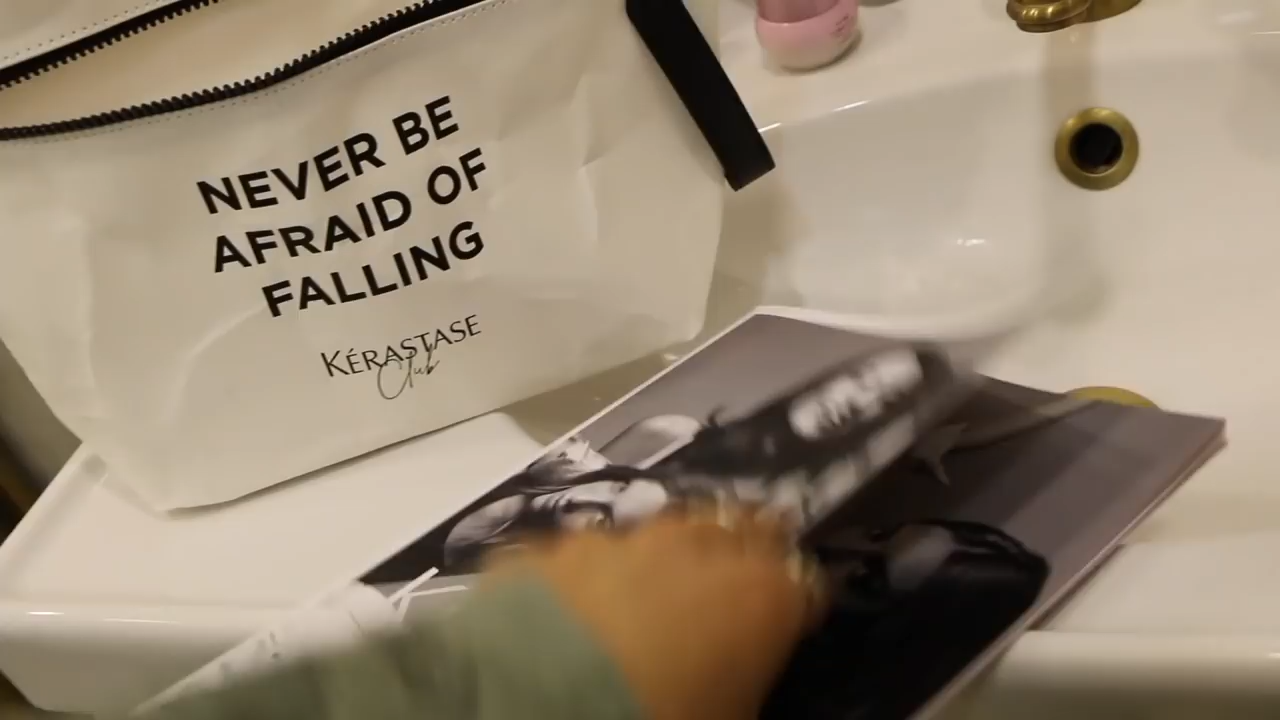 NEVER BE
AFRAID OF
FALLING
KÉRASTASE
Club